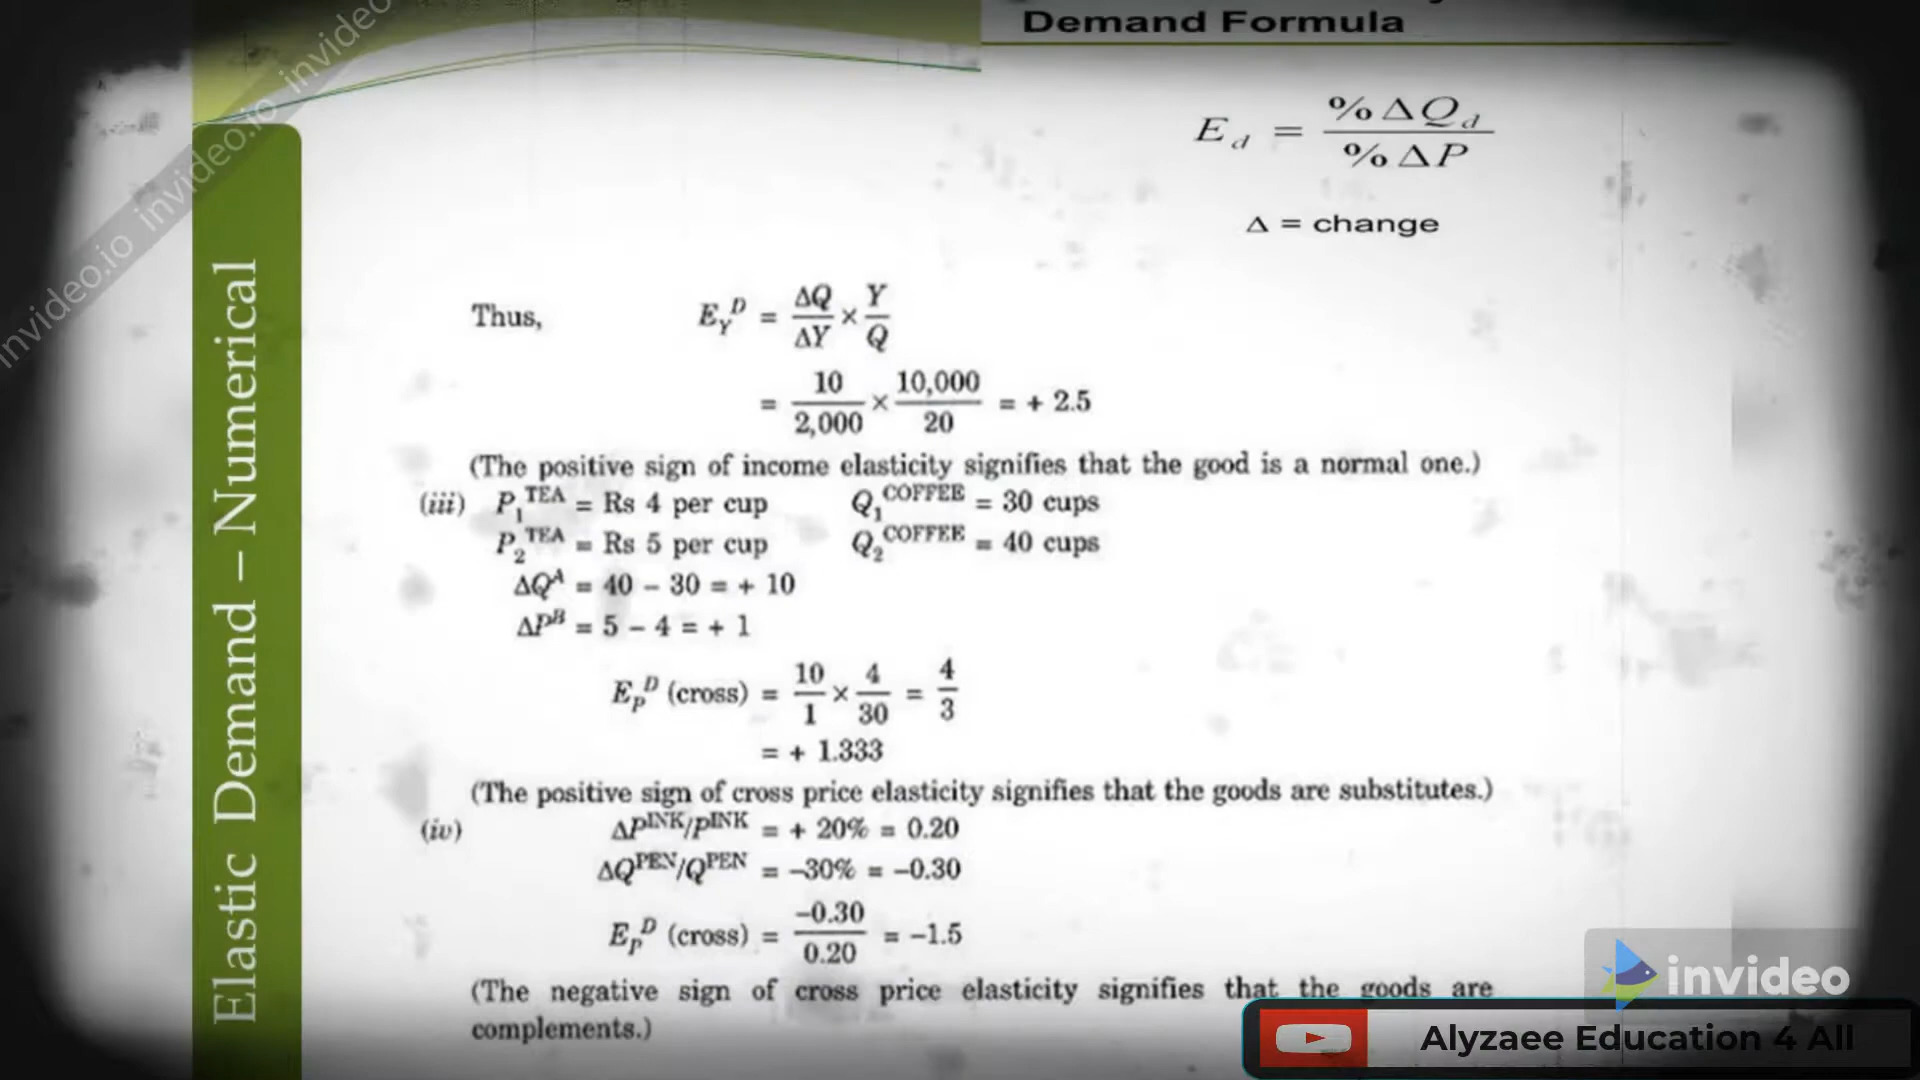 Demand Formula
E_d = %ΔQ_d / %ΔP
Δ = change
Elastic Demand – Numerical
Thus, E_Y^D = ΔQ/ΔY × Y/Q
= 10/2,000 × 10,000/20 = + 2.5
(The positive sign of income elasticity signifies that the good is a normal one.)
(iii) P_1^TEA = Rs 4 per cup Q_1^COFFEE = 30 cups
P_2^TEA = Rs 5 per cup Q_2^COFFEE = 40 cups
ΔQ^A = 40 – 30 = + 10
ΔP^B = 5 – 4 = + 1
E_P^D (cross) = 10/1 × 4/30 = 4/3
= + 1.333
(The positive sign of cross price elasticity signifies that the goods are substitutes.)
(iv) ΔP^INK/P^INK = + 20% = 0.20
ΔQ^PEN/Q^PEN = –30% = –0.30
E_P^D (cross) = –0.30/0.20 = –1.5
(The negative sign of cross price elasticity signifies that the goods are
complements.)
invideo
Alyzaee Education 4 All
invideo.io invideo.io invideo